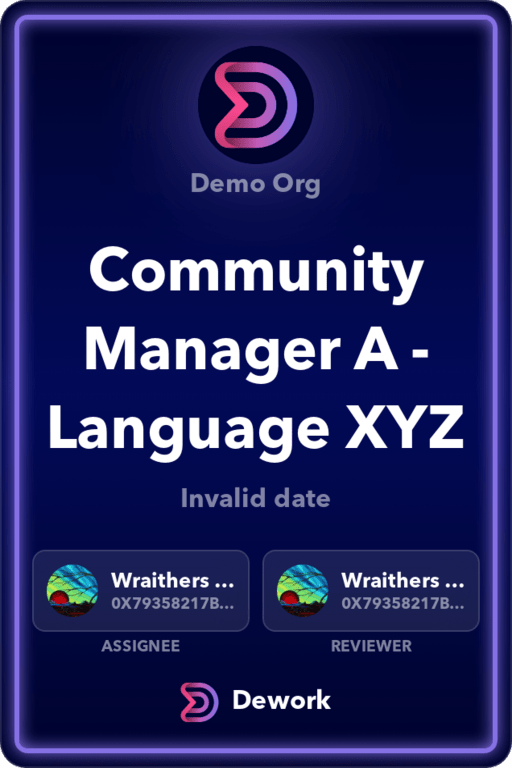 Demo Org
Community
Manager A -
Language XYZ
Invalid date
Wraithers ...
0X79358217B...
Wraithers ...
0X79358217B...
ASSIGNEE
REVIEWER
Dework